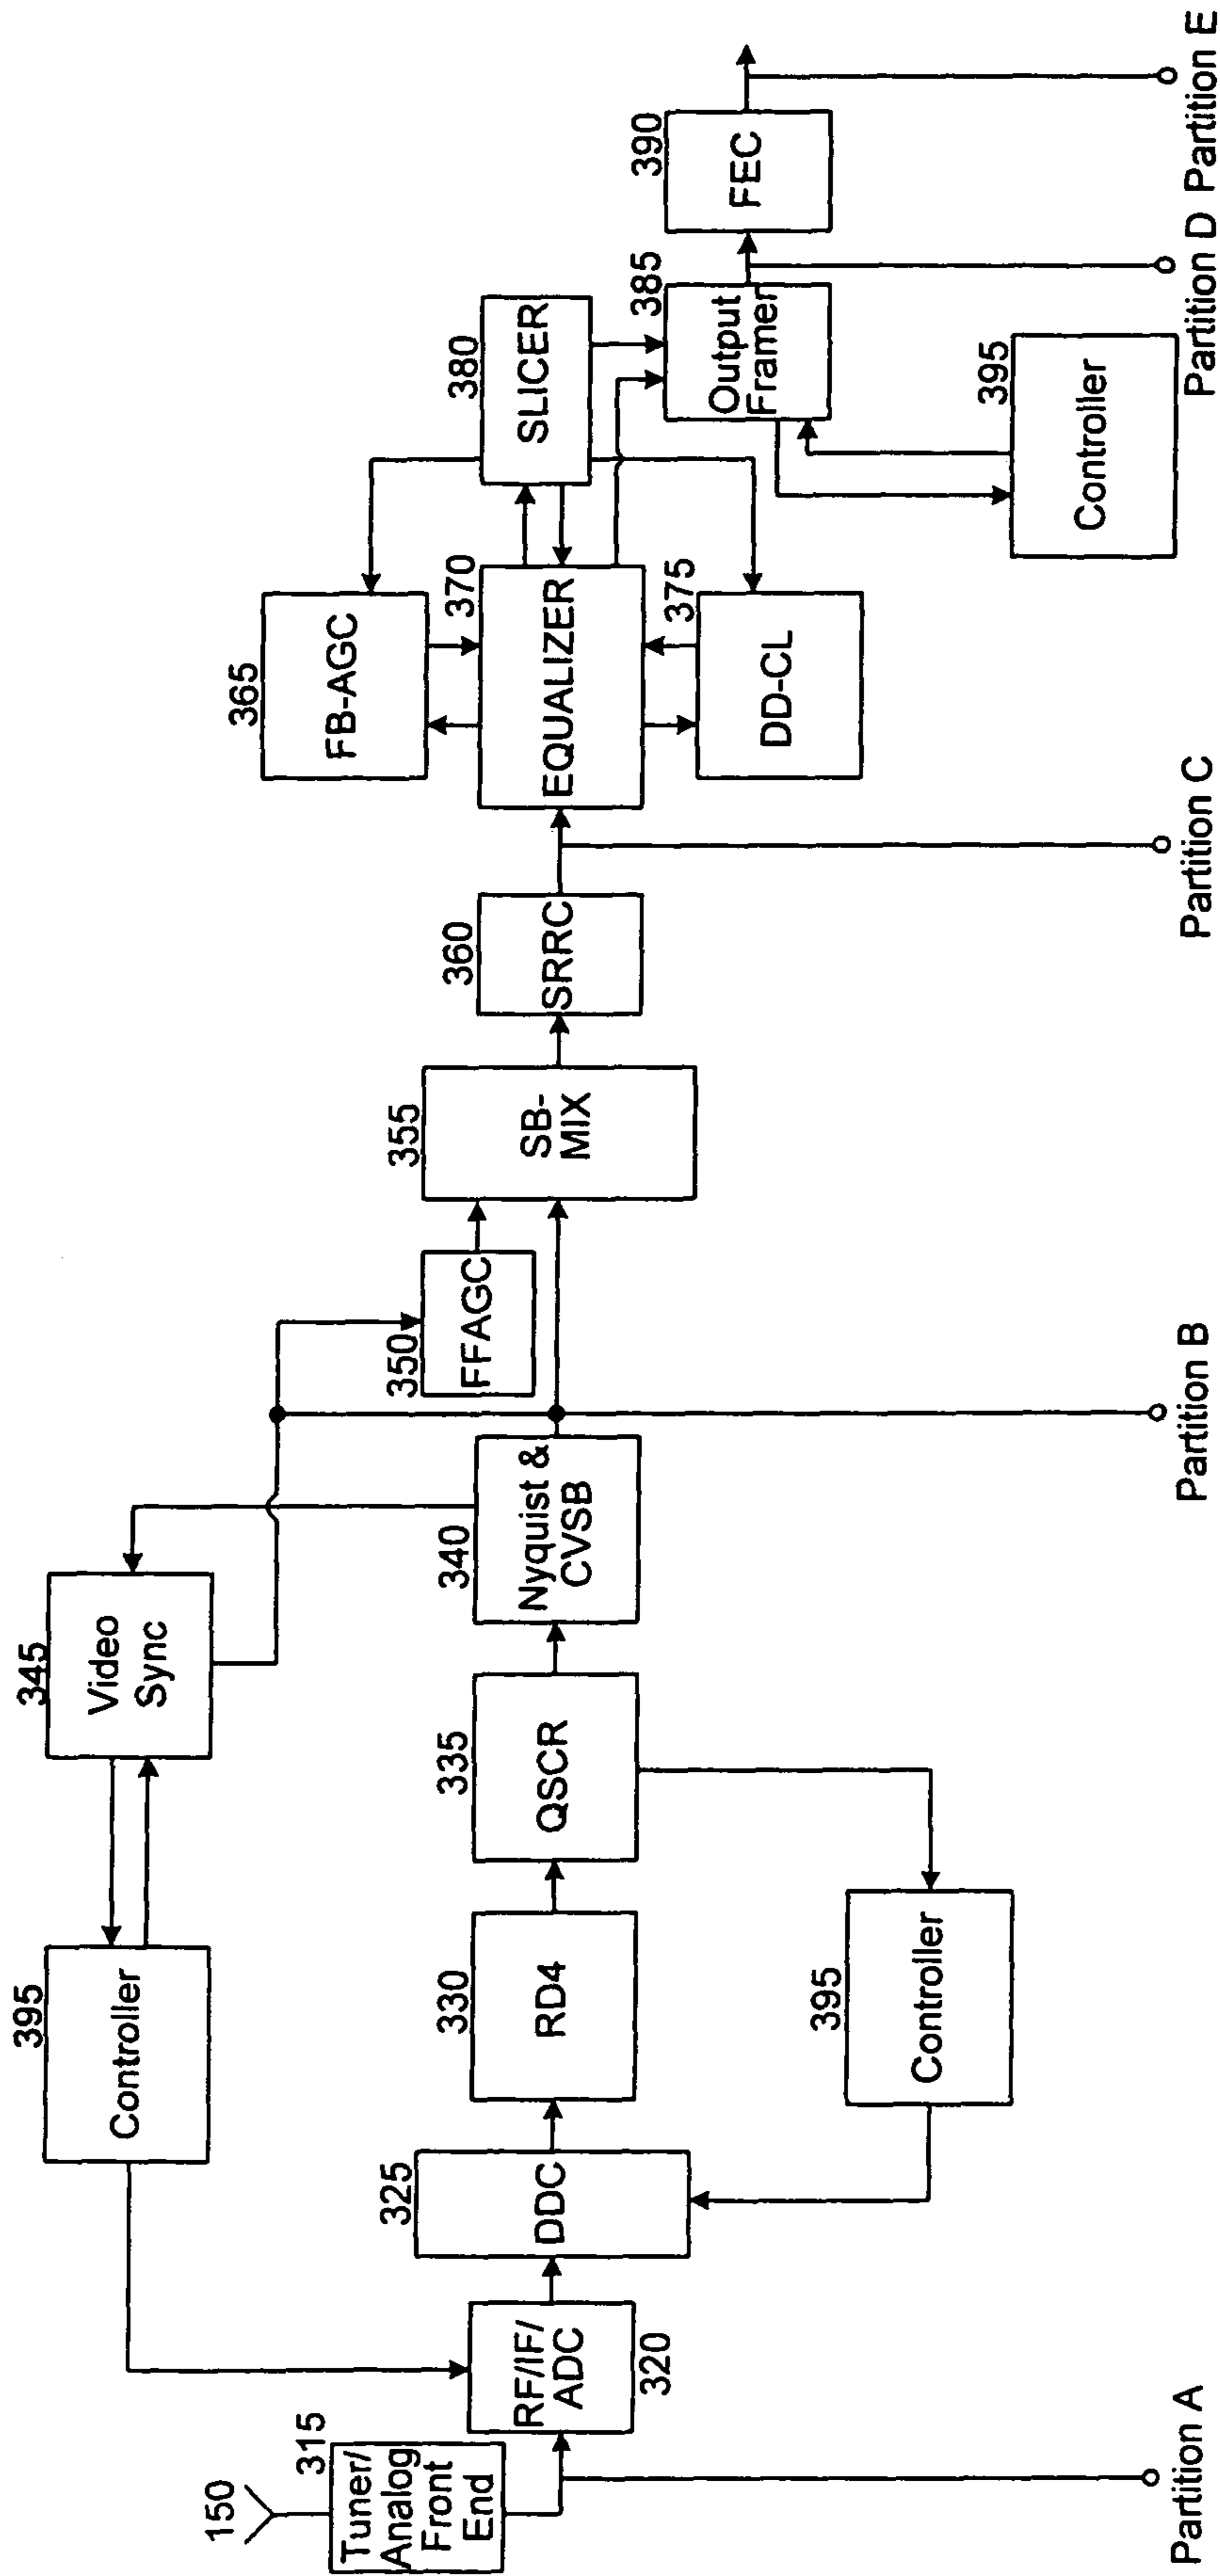 150
315
Tuner/
Analog
Front
End
RF/IF/
ADC
320
395
Controller
325
DDC
330
RD4
335
QSCR
395
Controller
345
Video
Sync
340
Nyquist &
CVSB
350
FFAGC
355
SB-
MIX
360
SRRC
365
FB-AGC
370
EQUALIZER
375
DD-CL
380
SLICER
385
Output
Framer
390
FEC
395
Controller
Partition A
Partition B
Partition C
Partition D
Partition E